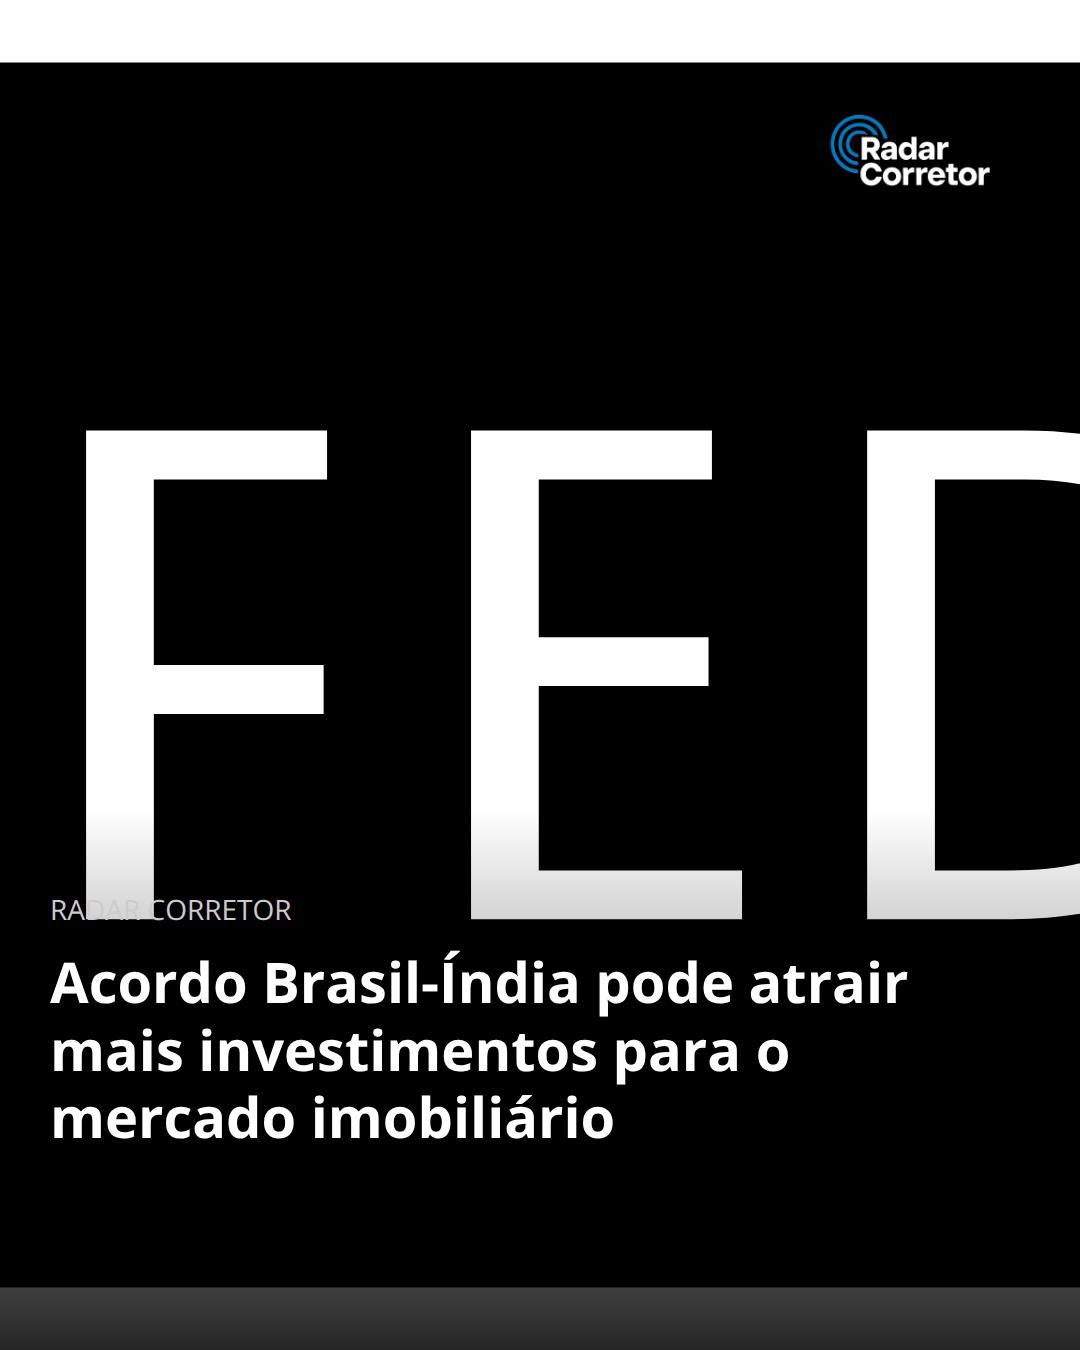 Radar
Corretor
FED
RADAR CORRETOR
Acordo Brasil-Índia pode atrair
mais investimentos para o
mercado imobiliário